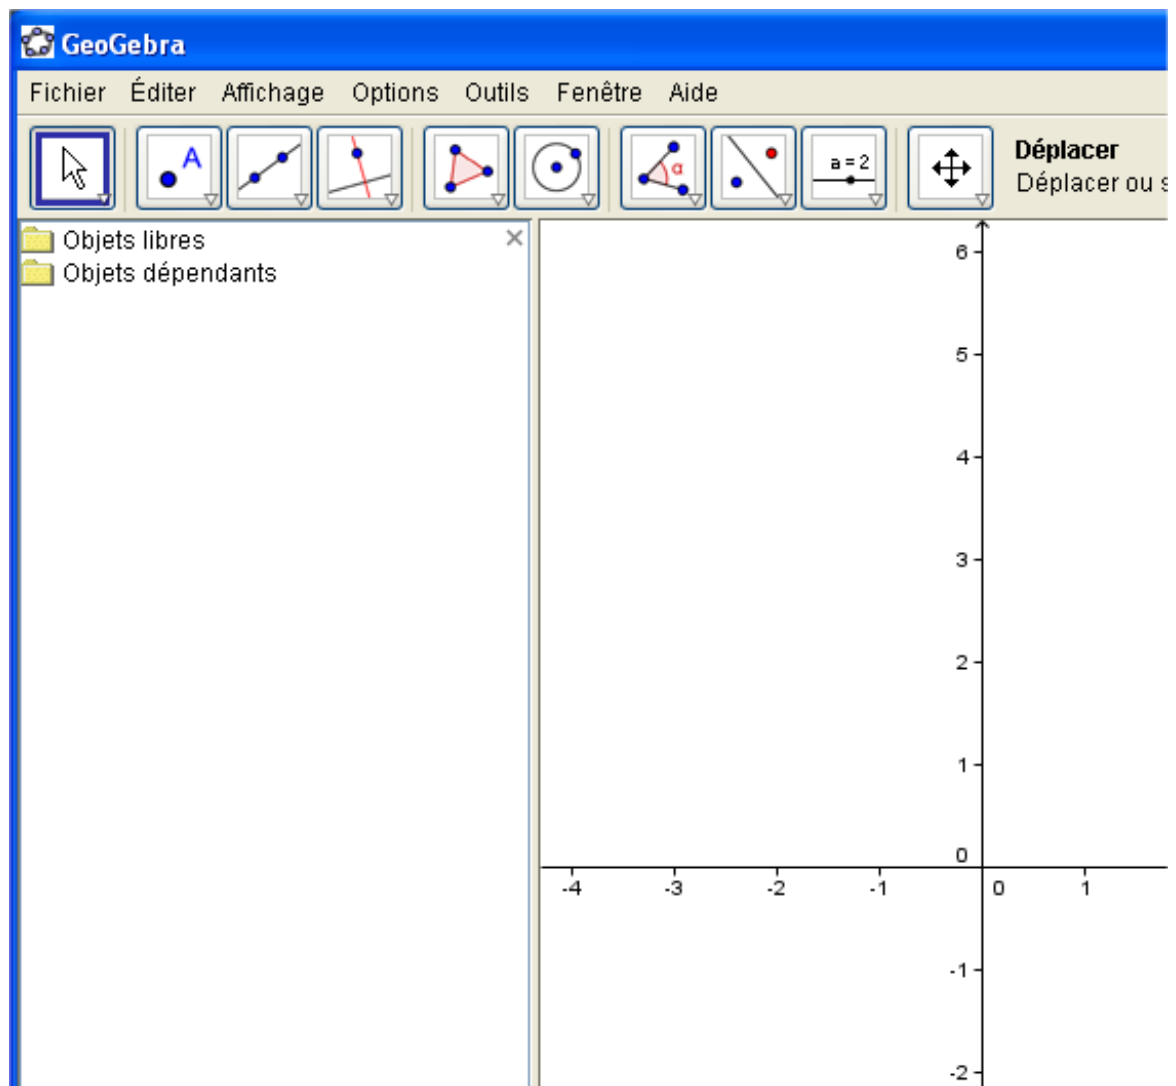 GeoGebra
Fichier Éditer Affichage Options Outils Fenêtre Aide
A
α
a = 2
Déplacer
Déplacer ou
Objets libres
Objets dépendants
6
5
4
3
2
1
0
-4 -3 -2 -1 0 1
-1
-2